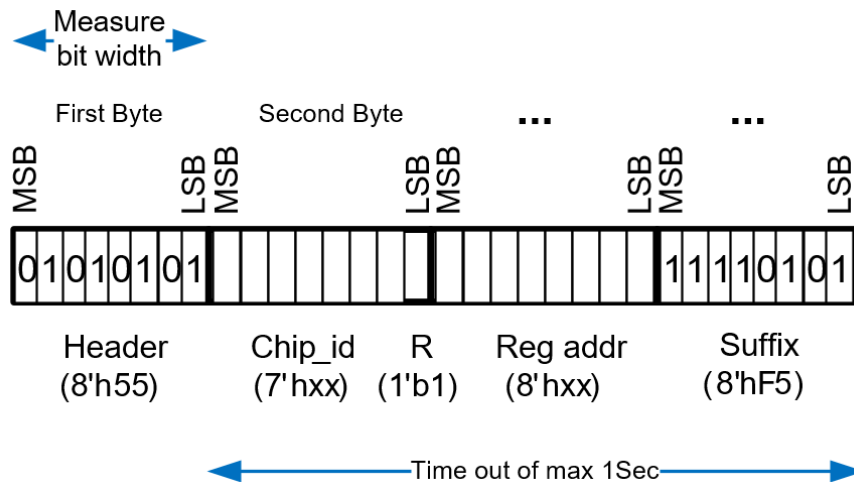 Measure
bit width
First Byte Second Byte ... ...
MSB LSB MSB LSB MSB LSB MSB LSB
0 1 0 1 0 1 0 1 1 1 1 1 0 1 0 1
Header Chip_id R Reg addr Suffix
(8'h55) (7'hxx) (1'b1) (8'hxx) (8'hF5)
Time out of max 1Sec